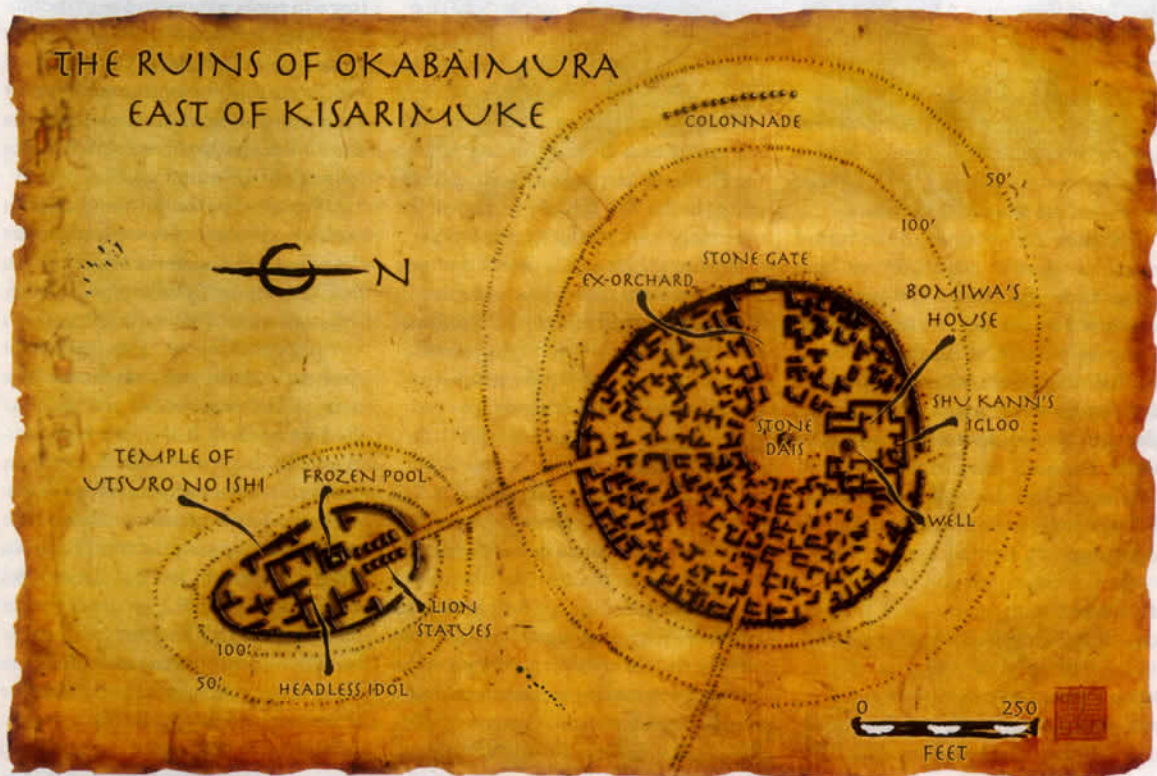 THE RUINS OF OKABAIMURA
EAST OF KISARIMUKE
COLONNADE
50'
100'
STONE GATE
EX-ORCHARD
BOMIWA'S
HOUSE
N
SHU KANN'S
IGLOO
STONE
DAIS
TEMPLE OF
UTSURO NO ISHI
FROZEN POOL
WELL
LION
STATUES
100'
50'
HEADLESS IDOL
0 250
FEET